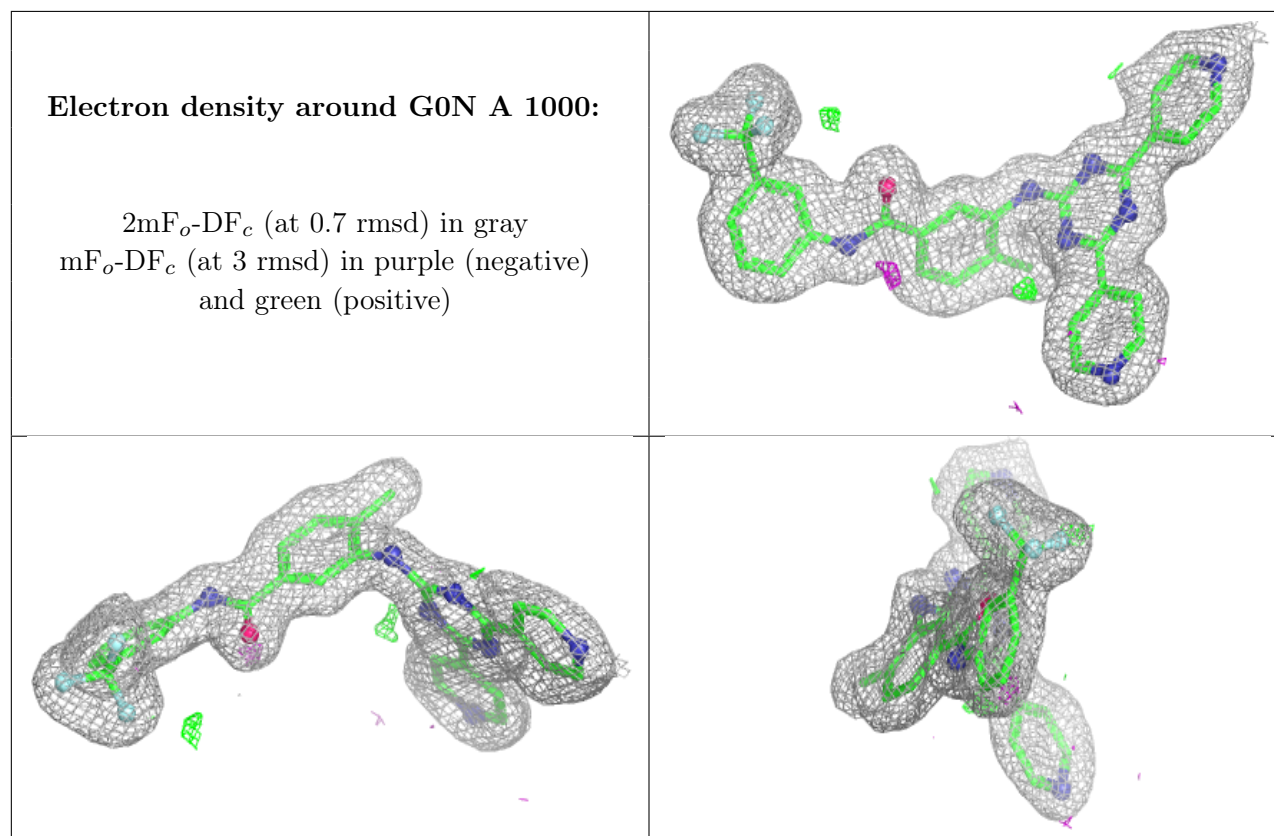 Electron density around G0N A 1000:
2mFo-DFc (at 0.7 rmsd) in gray
mFo-DFc (at 3 rmsd) in purple (negative)
and green (positive)